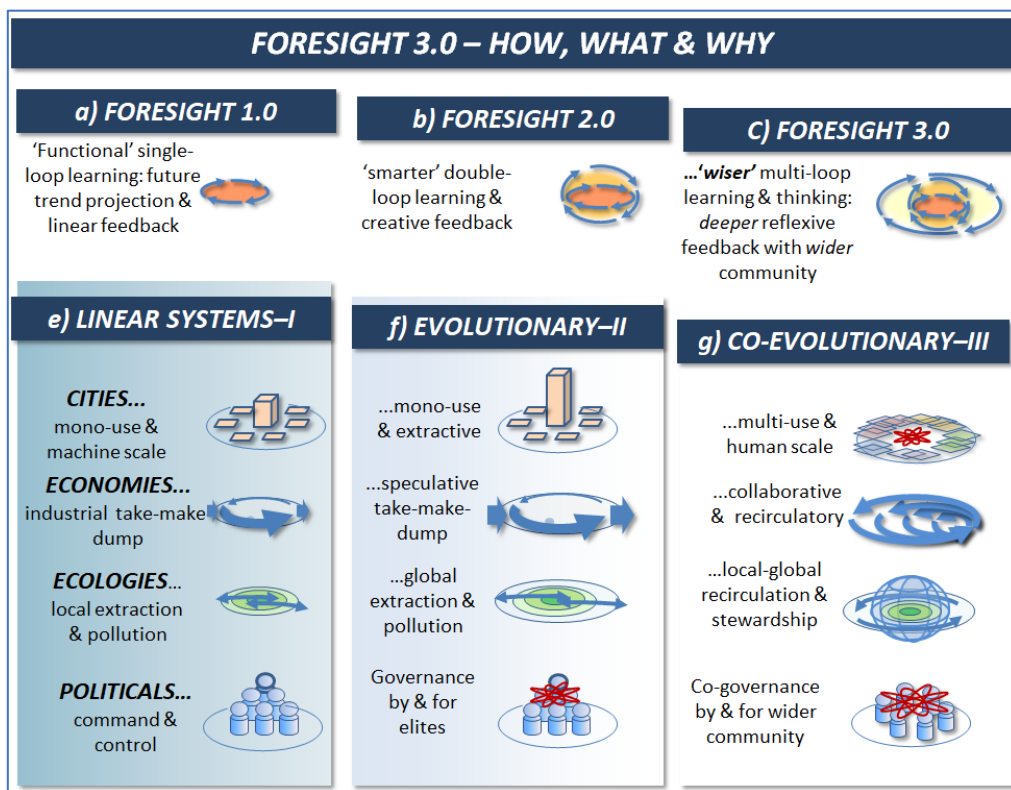 FORESIGHT 3.0 – HOW, WHAT & WHY
a) FORESIGHT 1.0
‘Functional’ single-
loop learning: future
trend projection &
linear feedback
b) FORESIGHT 2.0
‘smarter’ double-
loop learning &
creative feedback
C) FORESIGHT 3.0
...‘wiser’ multi-loop
learning & thinking:
deeper reflexive
feedback with wider
community
e) LINEAR SYSTEMS–I
CITIES...
mono-use &
machine scale
ECONOMIES...
industrial take-make-
dump
ECOLOGIES...
local extraction
& pollution
POLITICALS...
command &
control
f) EVOLUTIONARY–II
...mono-use
& extractive
...speculative
take-make-
dump
...global
extraction &
pollution
Governance
by & for
elites
g) CO-EVOLUTIONARY–III
...multi-use &
human scale
...collaborative
& recirculatory
...local-global
recirculation &
stewardship
Co-governance
by & for wider
community